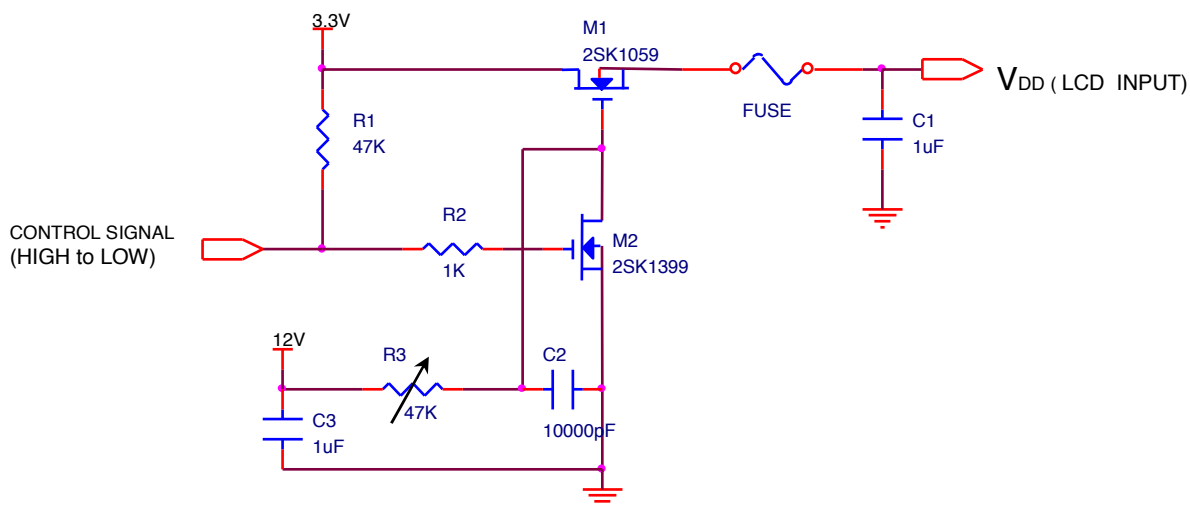 3.3V
M1
2SK1059
FUSE
VDD ( LCD INPUT)
R1
47K
C1
1uF
CONTROL SIGNAL
(HIGH to LOW)
R2
1K
M2
2SK1399
12V
R3
47K
C2
10000pF
C3
1uF